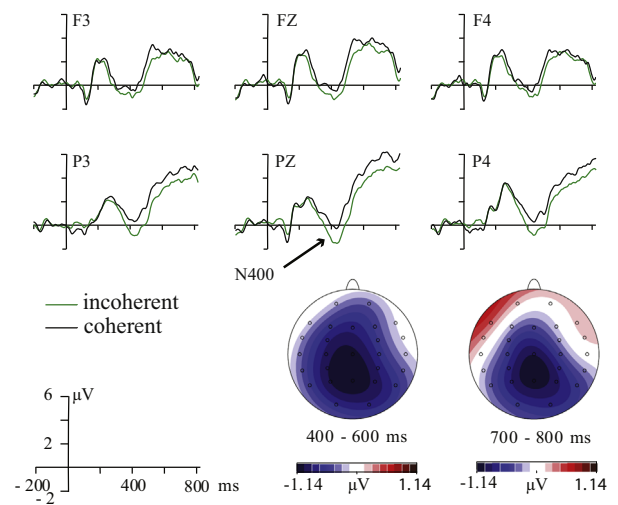 F3 FZ F4
P3 PZ P4
N400
incoherent
coherent
6 μV
2
-200 400 800 ms
-2
400 - 600 ms 700 - 800 ms
-1.14 μV 1.14 -1.14 μV 1.14